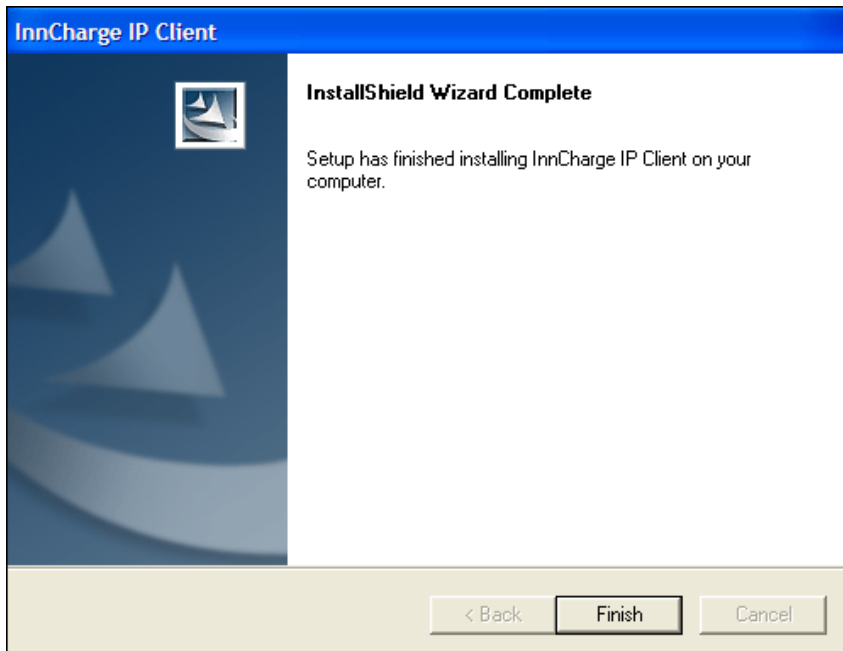 InnCharge IP Client
InstallShield Wizard Complete
Setup has finished installing InnCharge IP Client on your
computer.
< Back
Finish
Cancel